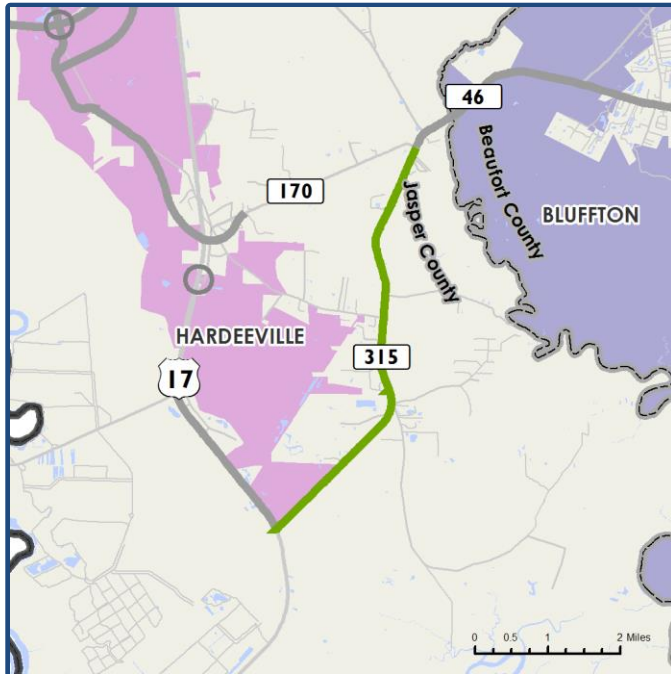 46
170
Beaufort County
Jasper County
BLUFFTON
HARDEEVILLE
315
17
0 0.5 1 2 Miles